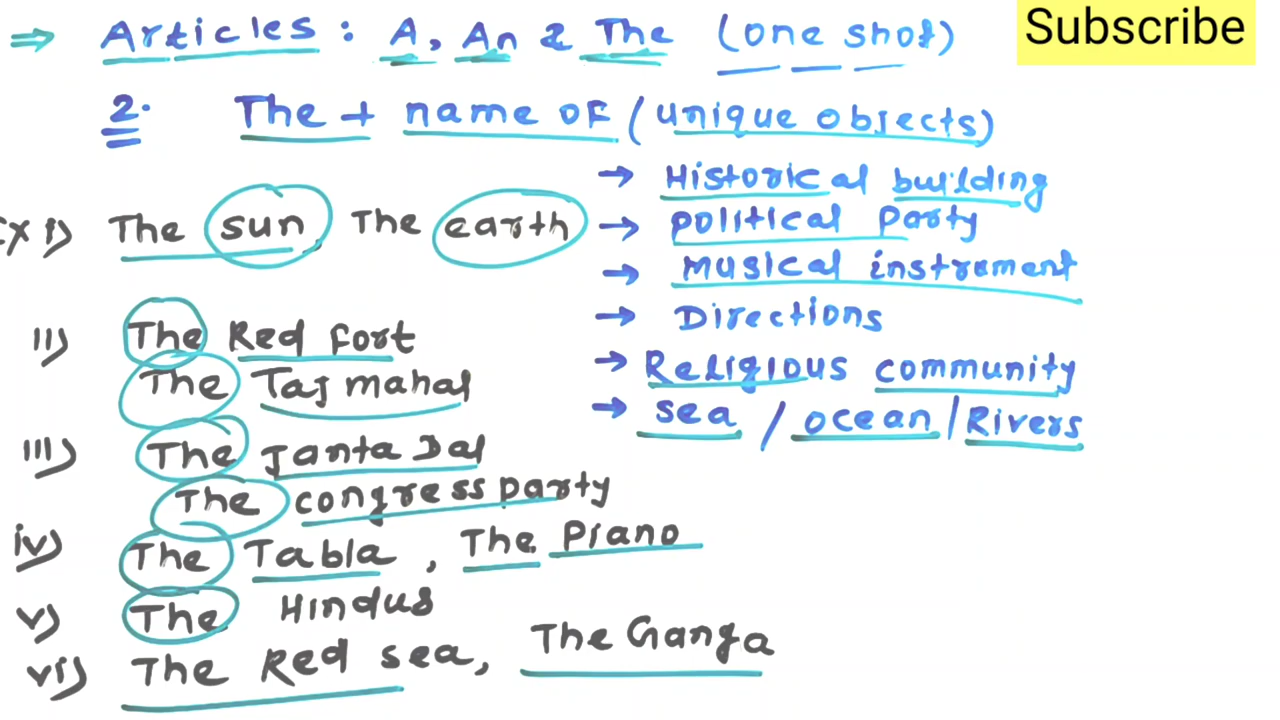 ⇒ Articles : A, An & The (one shot)
Subscribe
2. The + name of (unique objects)
→ Historical building
→ political party
→ Musical instrument
→ Directions
→ Religious community
→ sea / ocean / Rivers
Ex i) The sun The earth
ii) The Red fort
The Taj mahal
iii) The Janta Dal
The congress party
iv) The Tabla , The Piano
v) The Hindus
vi) The Red sea, The Ganga